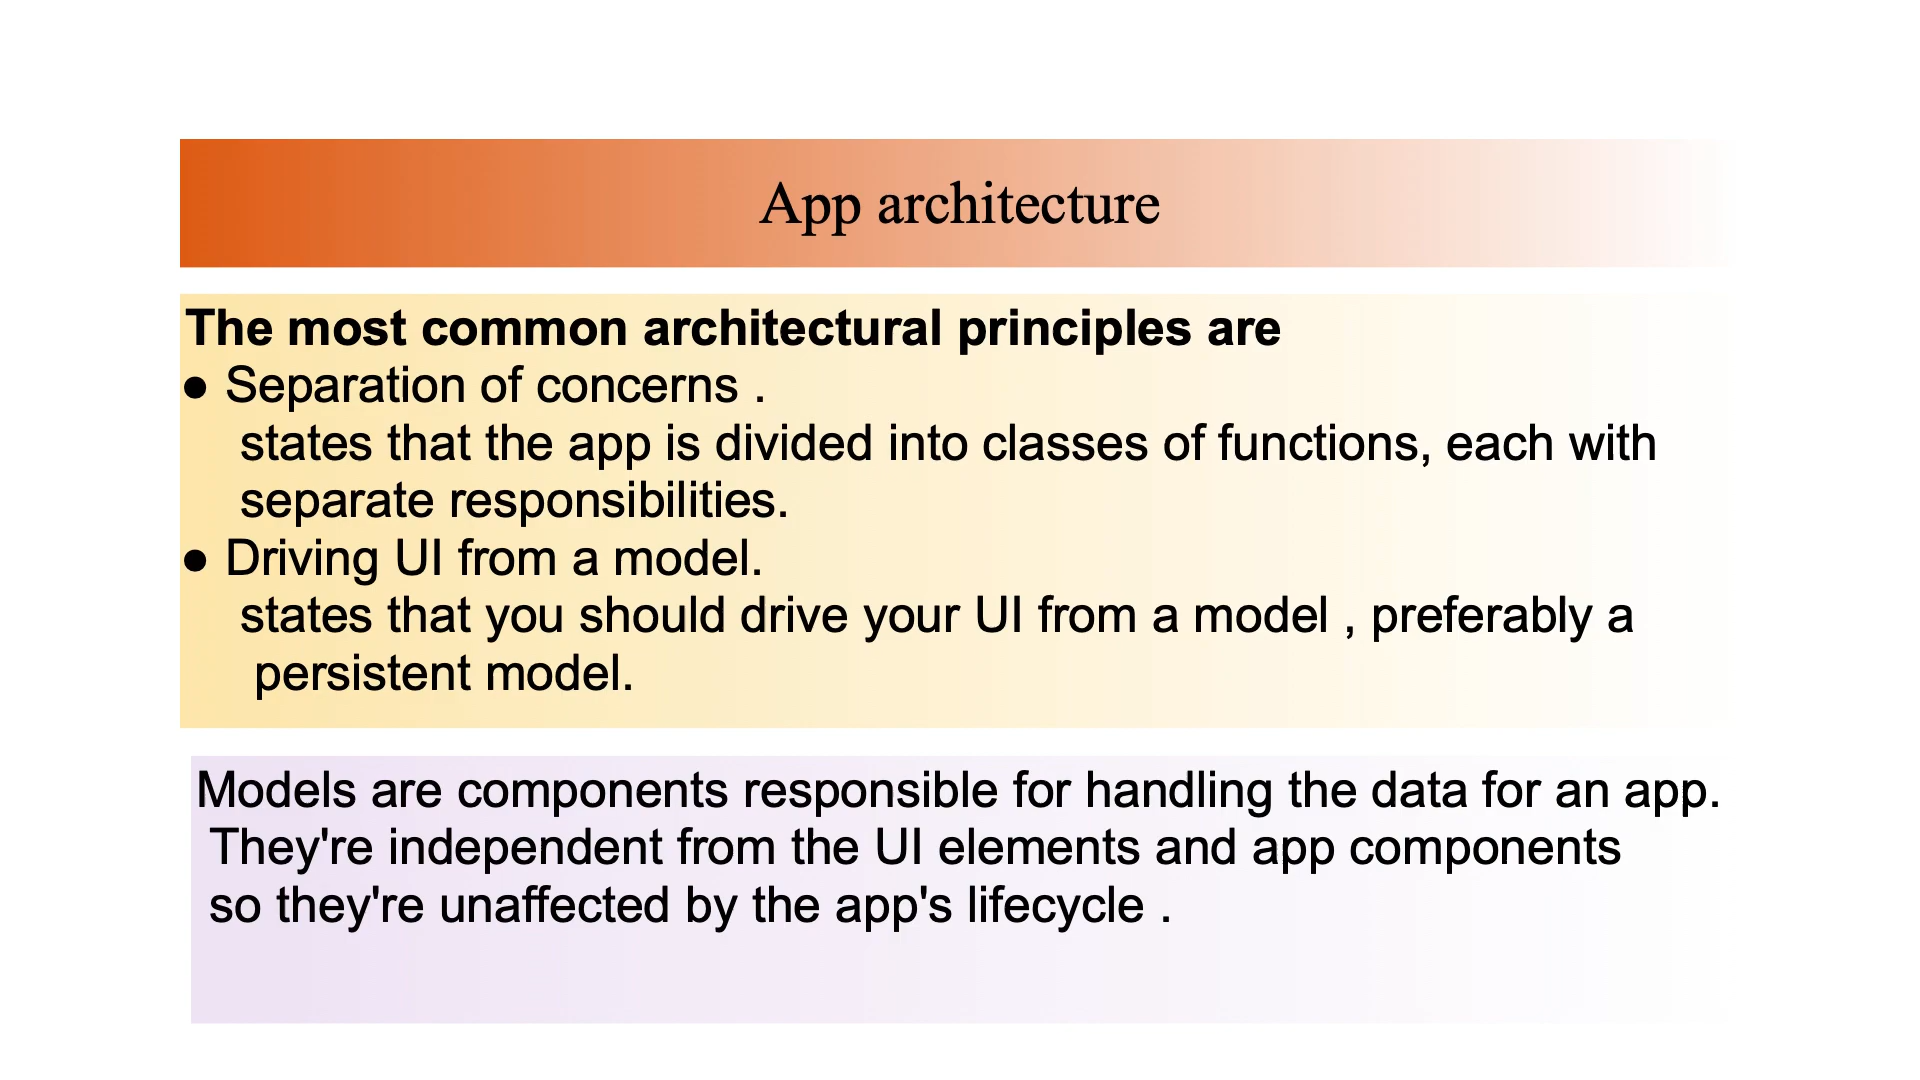 App architecture
The most common architectural principles are
● Separation of concerns .
states that the app is divided into classes of functions, each with
separate responsibilities.
● Driving UI from a model.
states that you should drive your UI from a model , preferably a
persistent model.
Models are components responsible for handling the data for an app.
They're independent from the UI elements and app components
so they're unaffected by the app's lifecycle .